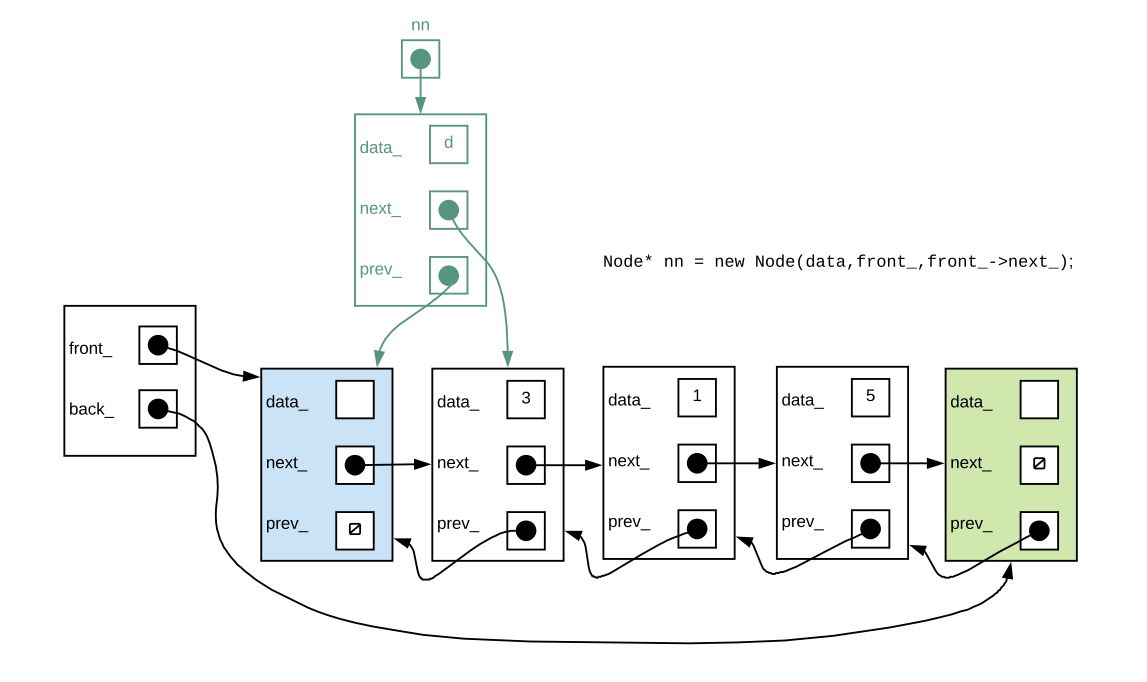 nn
data_ d
next_
prev_
Node* nn = new Node(data,front_,front_->next_);
front_
back_
data_
next_
prev_
data_ 3
next_
prev_
data_ 1
next_
prev_
data_ 5
next_
prev_
data_
next_
prev_